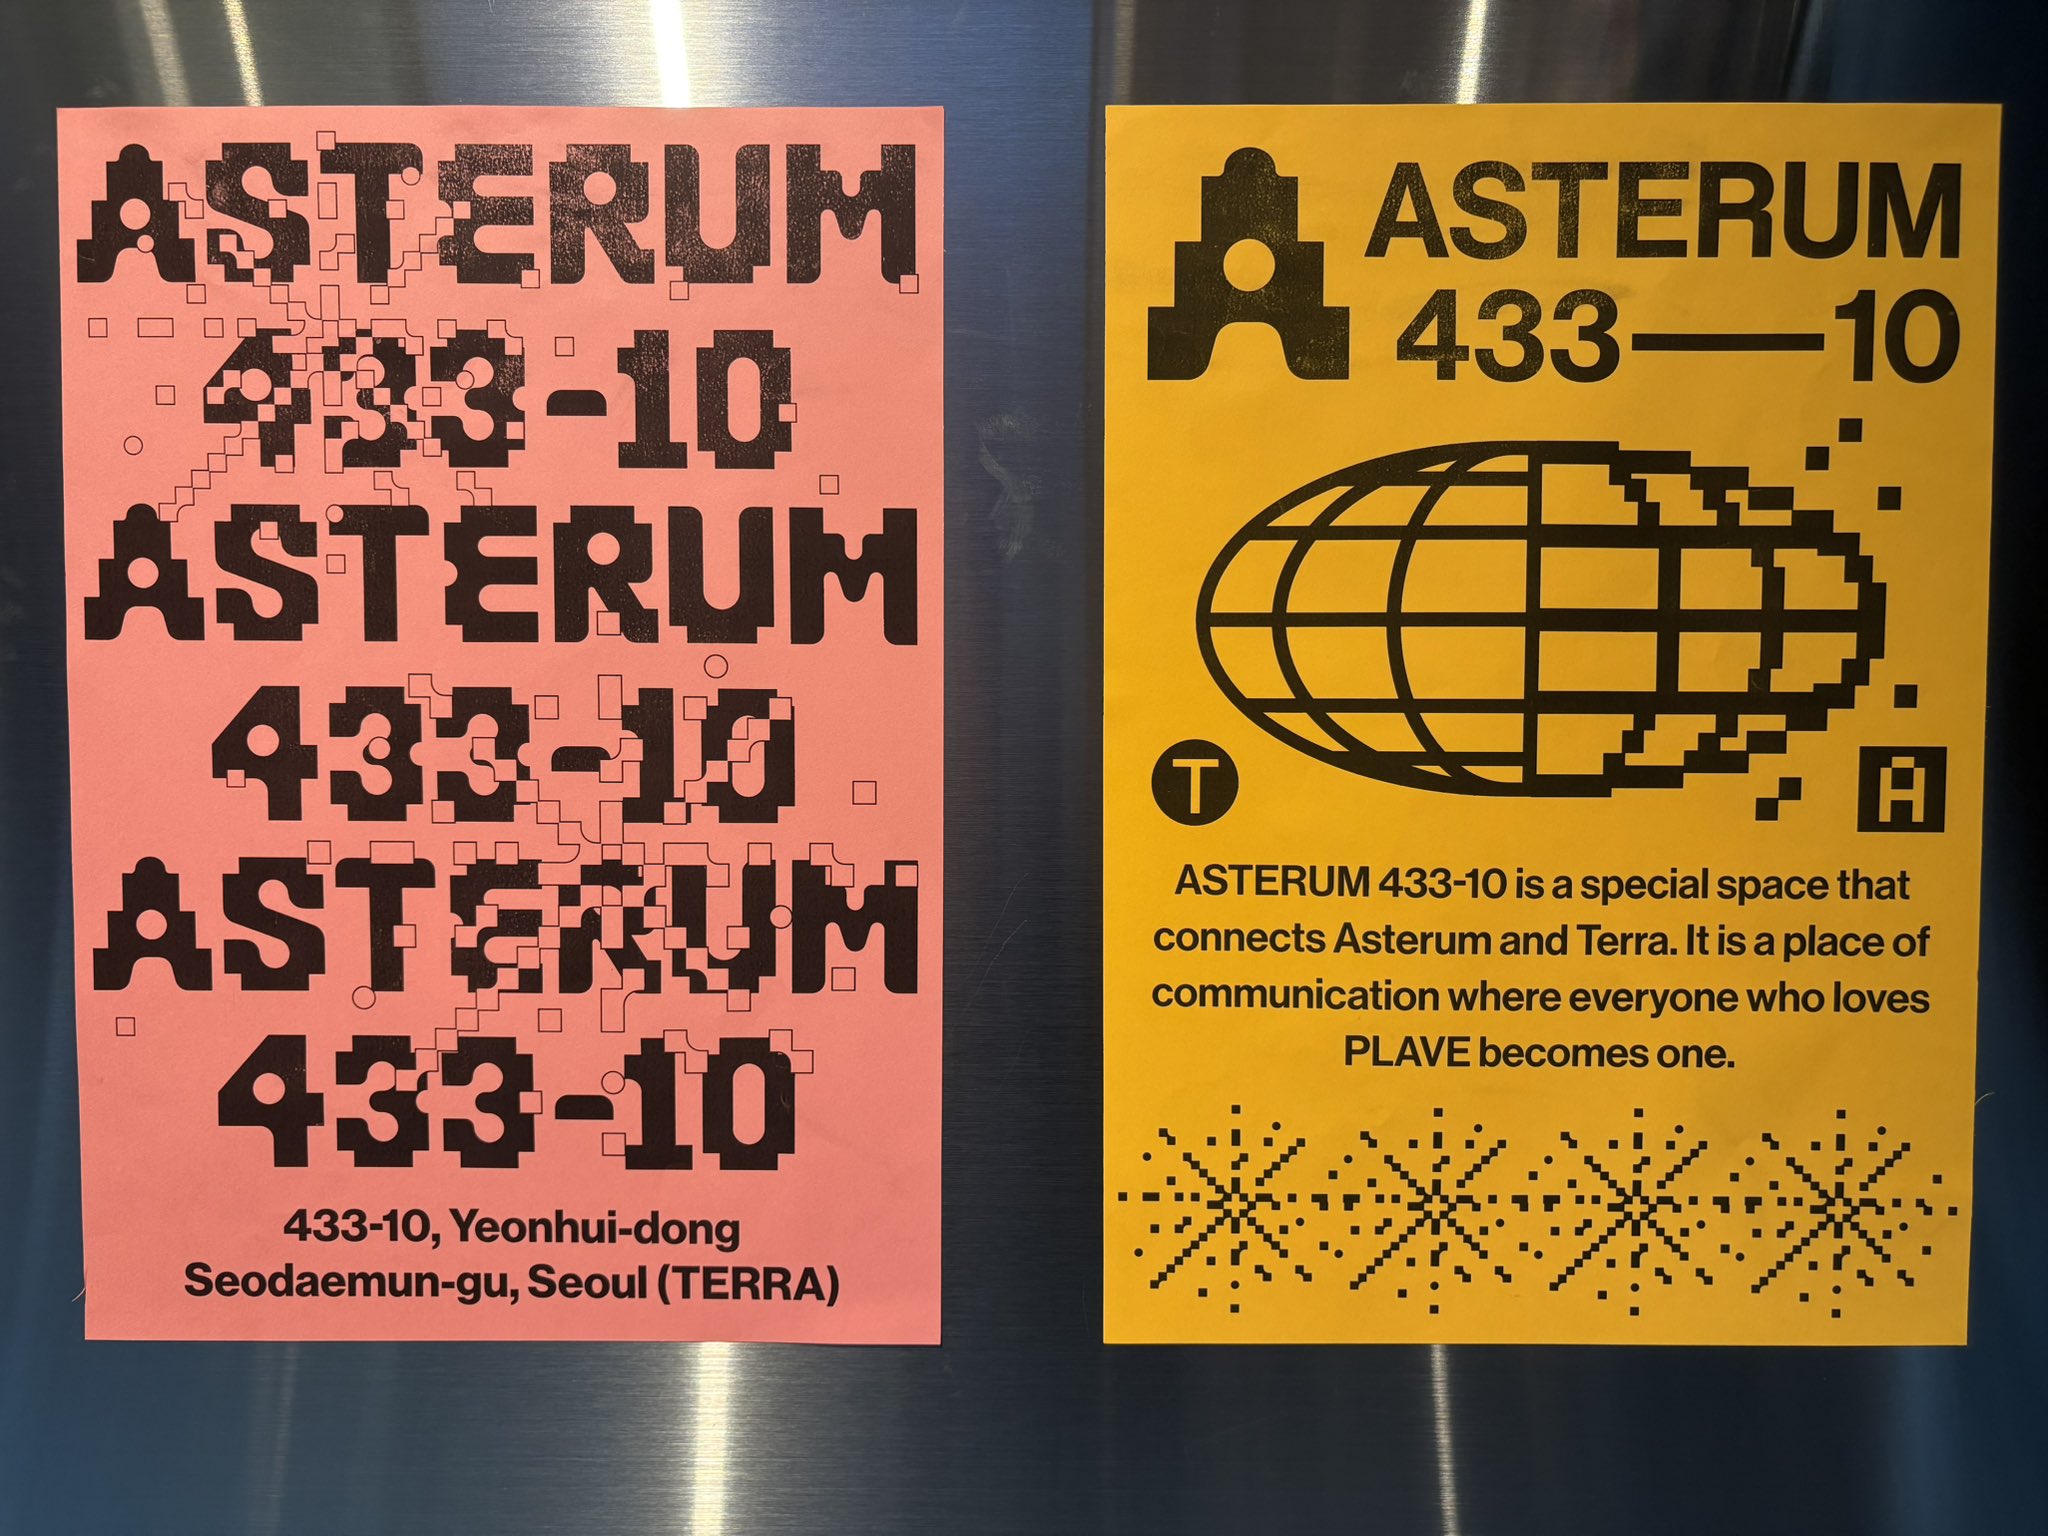 ASTERUM
433-10
ASTERUM
433-10
ASTERUM
433-10
433-10, Yeonhui-dong
Seodaemun-gu, Seoul (TERRA)
A ASTERUM
433—10
T
A
ASTERUM 433-10 is a special space that
connects Asterum and Terra. It is a place of
communication where everyone who loves
PLAVE becomes one.